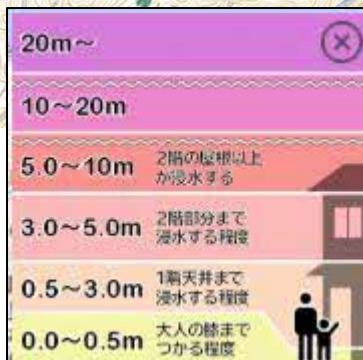 20m～
10～20m
5.0～10m 2階の屋根以上
が浸水する
3.0～5.0m 2階部分まで
浸水する程度
0.5～3.0m 1階天井まで
浸水する程度
0.0～0.5m 大人の膝まで
つかる程度